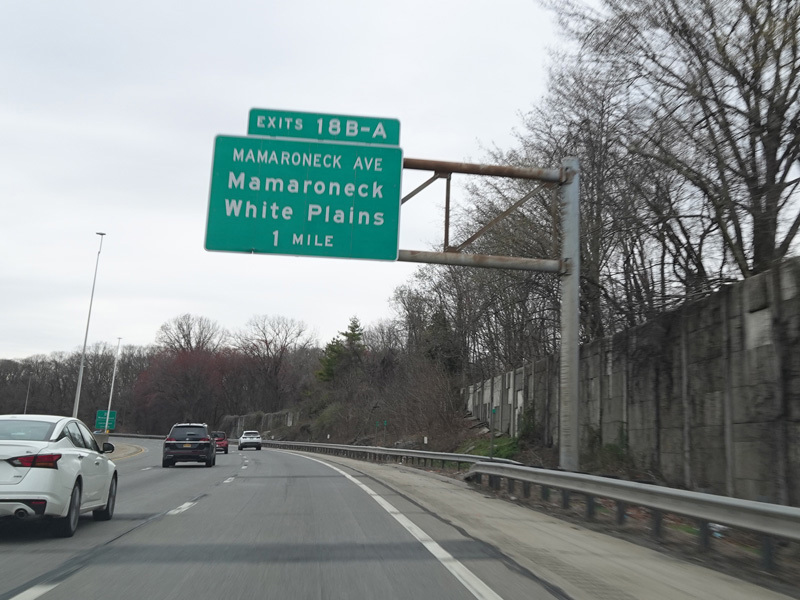 EXITS 18B-A
MAMARONECK AVE
Mamaroneck
White Plains
1 MILE